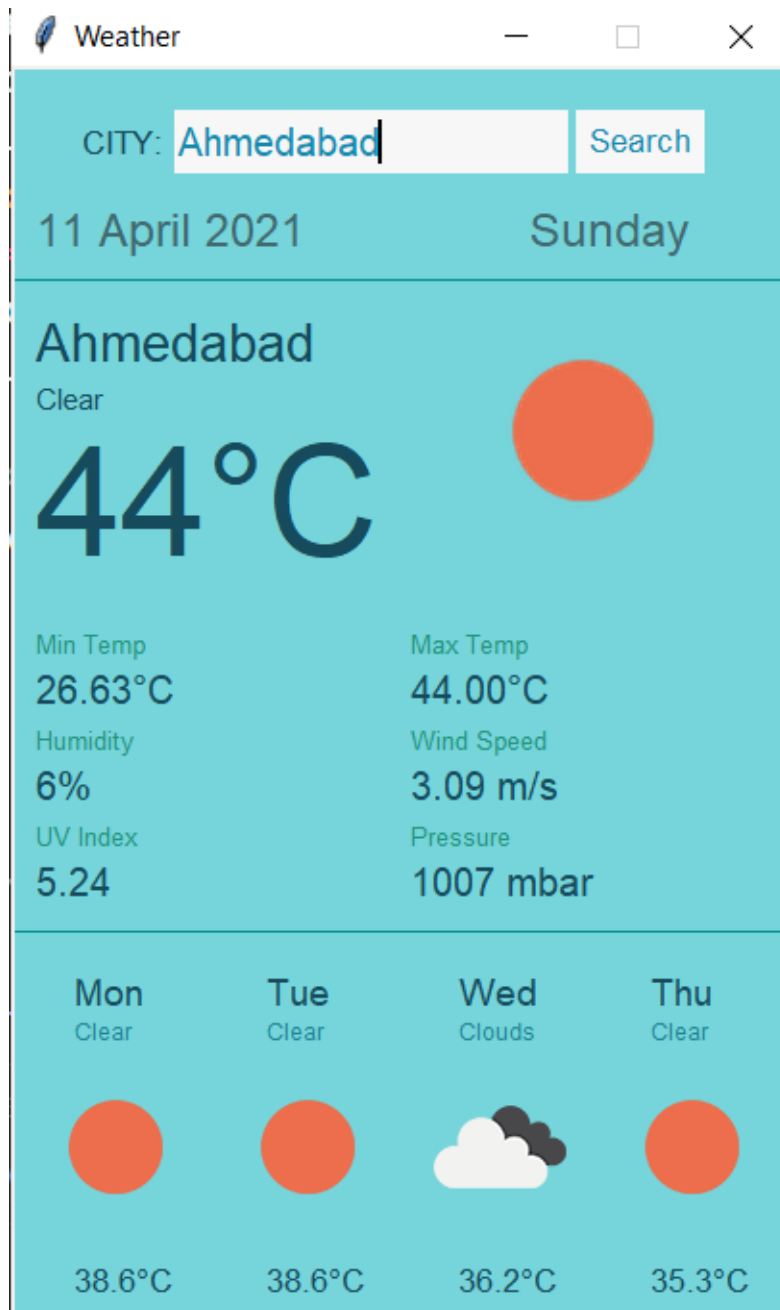 Weather
CITY: Ahmedabad Search
11 April 2021 Sunday
Ahmedabad
Clear
44°C
Min Temp Max Temp
26.63°C 44.00°C
Humidity Wind Speed
6% 3.09 m/s
UV Index Pressure
5.24 1007 mbar
Mon Tue Wed Thu
Clear Clear Clouds Clear
38.6°C 38.6°C 36.2°C 35.3°C